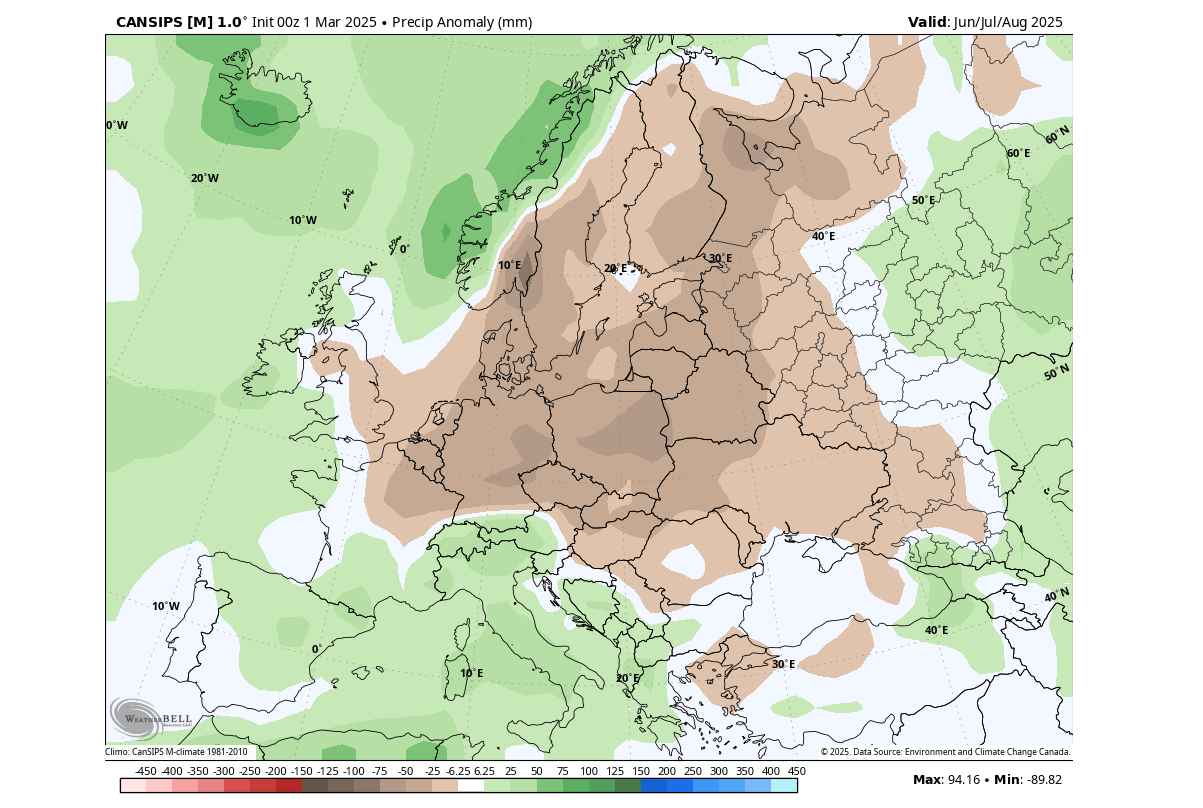 CANSIPS [M] 1.0° Init 00z 1 Mar 2025 • Precip Anomaly (mm)
Valid: Jun/Jul/Aug 2025
0°W
60°N
60°E
20°W
50°E
10°W
40°E
0°
30°E
10°E
20°E
50°N
40°N
10°W
40°E
0°
30°E
10°E
20°E
WEATHERBELL
Climo: CanSIPS M-climate 1981-2010
© 2025. Data Source: Environment and Climate Change Canada.
-450 -400 -350 -300 -250 -200 -150 -125 -100 -75 -50 -25 -6.25 6.25 25 50 75 100 125 150 200 250 300 350 400 450
Max: 94.16 • Min: -89.82